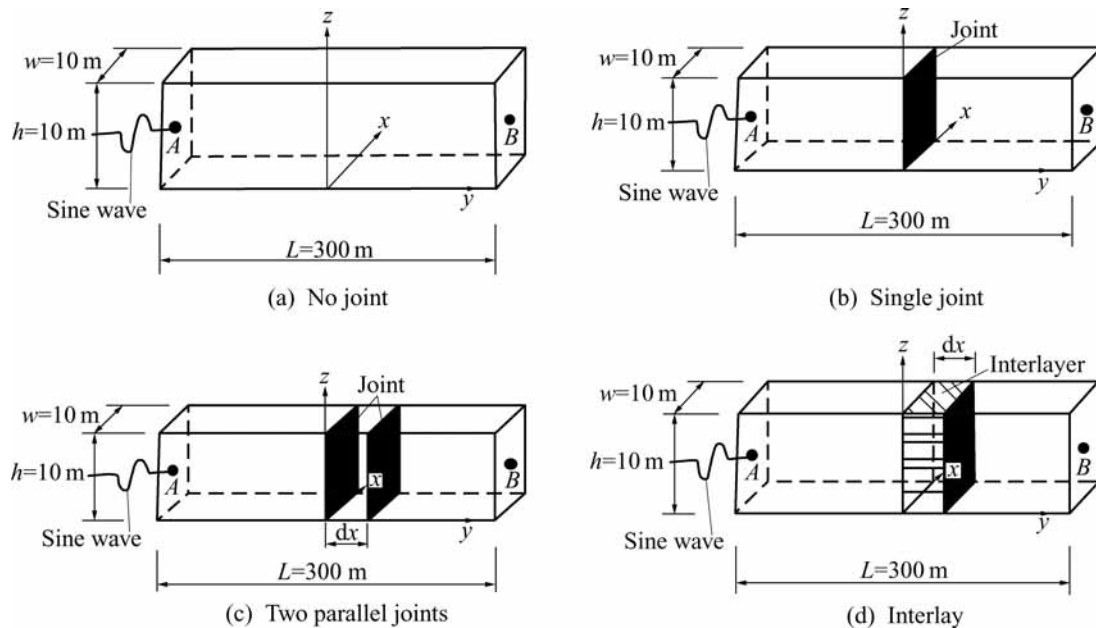 z
w=10 m
h=10 m
A
x
B
Sine wave
y
L=300 m
(a) No joint
z
Joint
w=10 m
h=10 m
A
x
B
Sine wave
y
L=300 m
(b) Single joint
z
Joint
w=10 m
h=10 m
A
x
B
Sine wave
dx
y
L=300 m
(c) Two parallel joints
z
dx
Interlayer
w=10 m
h=10 m
A
x
B
Sine wave
y
L=300 m
(d) Interlay